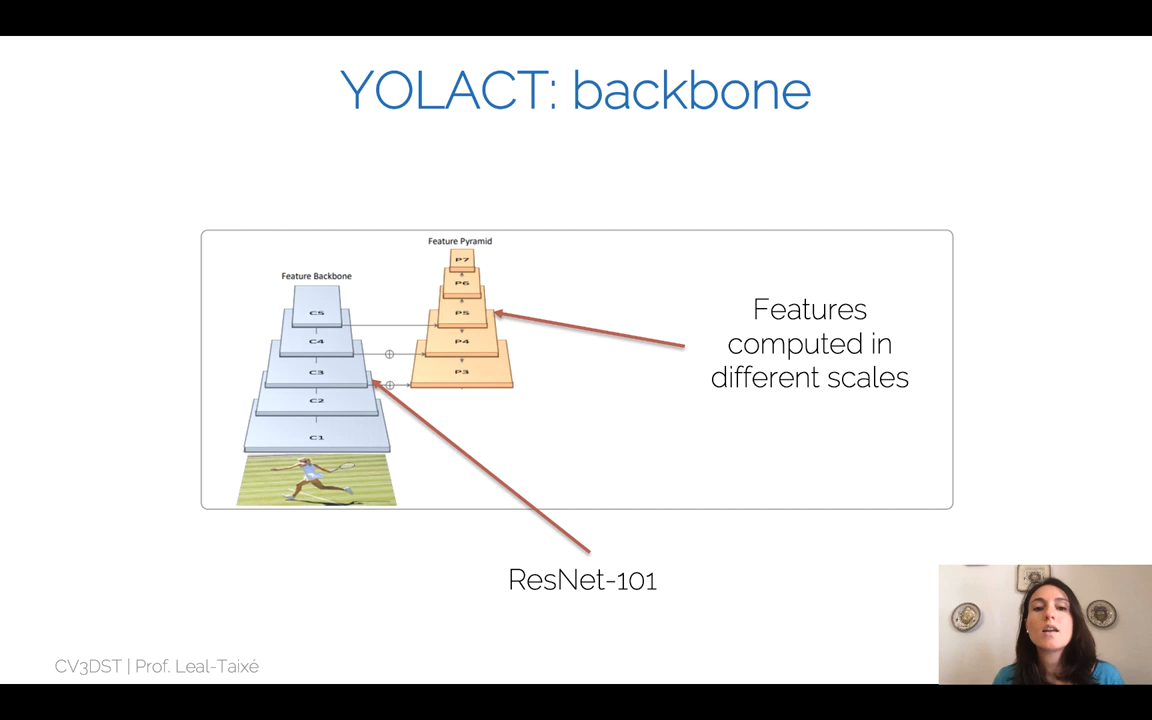 YOLACT: backbone
Feature Pyramid
Feature Backbone
P7
P6
P5
P4
P3
C5
C4
C3
C2
C1
Features
computed in
different scales
ResNet-101
CV3DST | Prof. Leal-Taixé